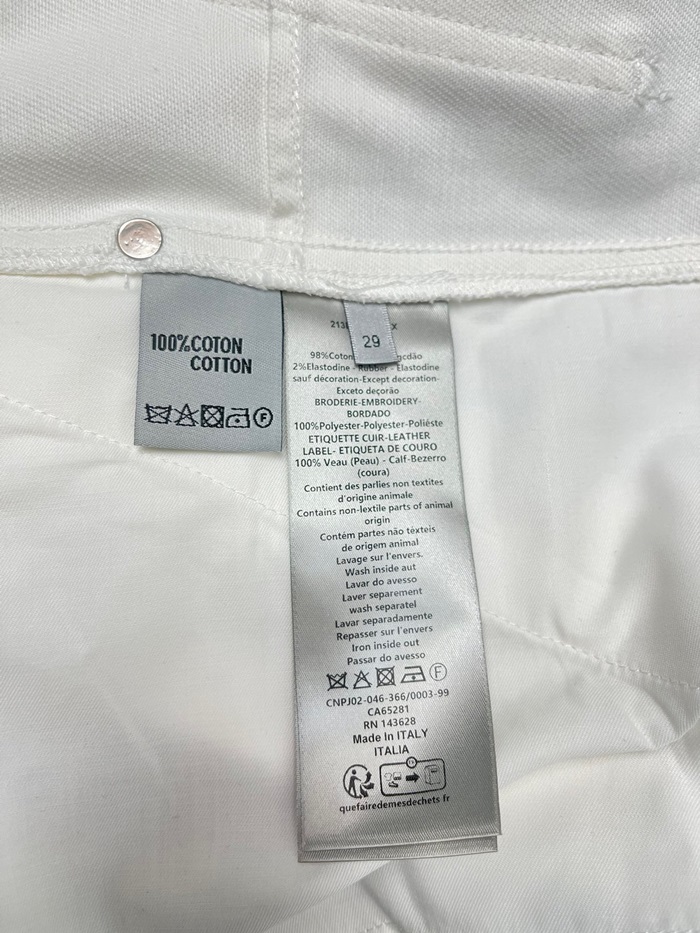 100%COTON
COTTON
29
98%Coton
2%Elastodine - Rubber - Elastodine
sauf décoration-Except decoration-
Exceto deçorão
BRODERIE-EMBROIDERY-
BORDADO
100%Polyester-Polyester-Poliéste
ETIQUETTE CUIR-LEATHER
LABEL- ETIQUETA DE COURO
100% Veau (Peau) - Calf-Bezerro
(coura)
Contient des parlies non textites
d'origine animale
Contains non-lextile parts of animal
origin
Contém partes não téxteis
de origem animal
Lavage sur l'envers.
Wash inside aut
Lavar do avesso
Laver separement
wash separatel
Lavar separadamente
Repasser sur l'envers
Iron inside out
Passar do avesso
F
F
CNPJ02-046-366/0003-99
CA65281
RN 143628
Made In ITALY
ITALIA
quefairedemesdechets fr